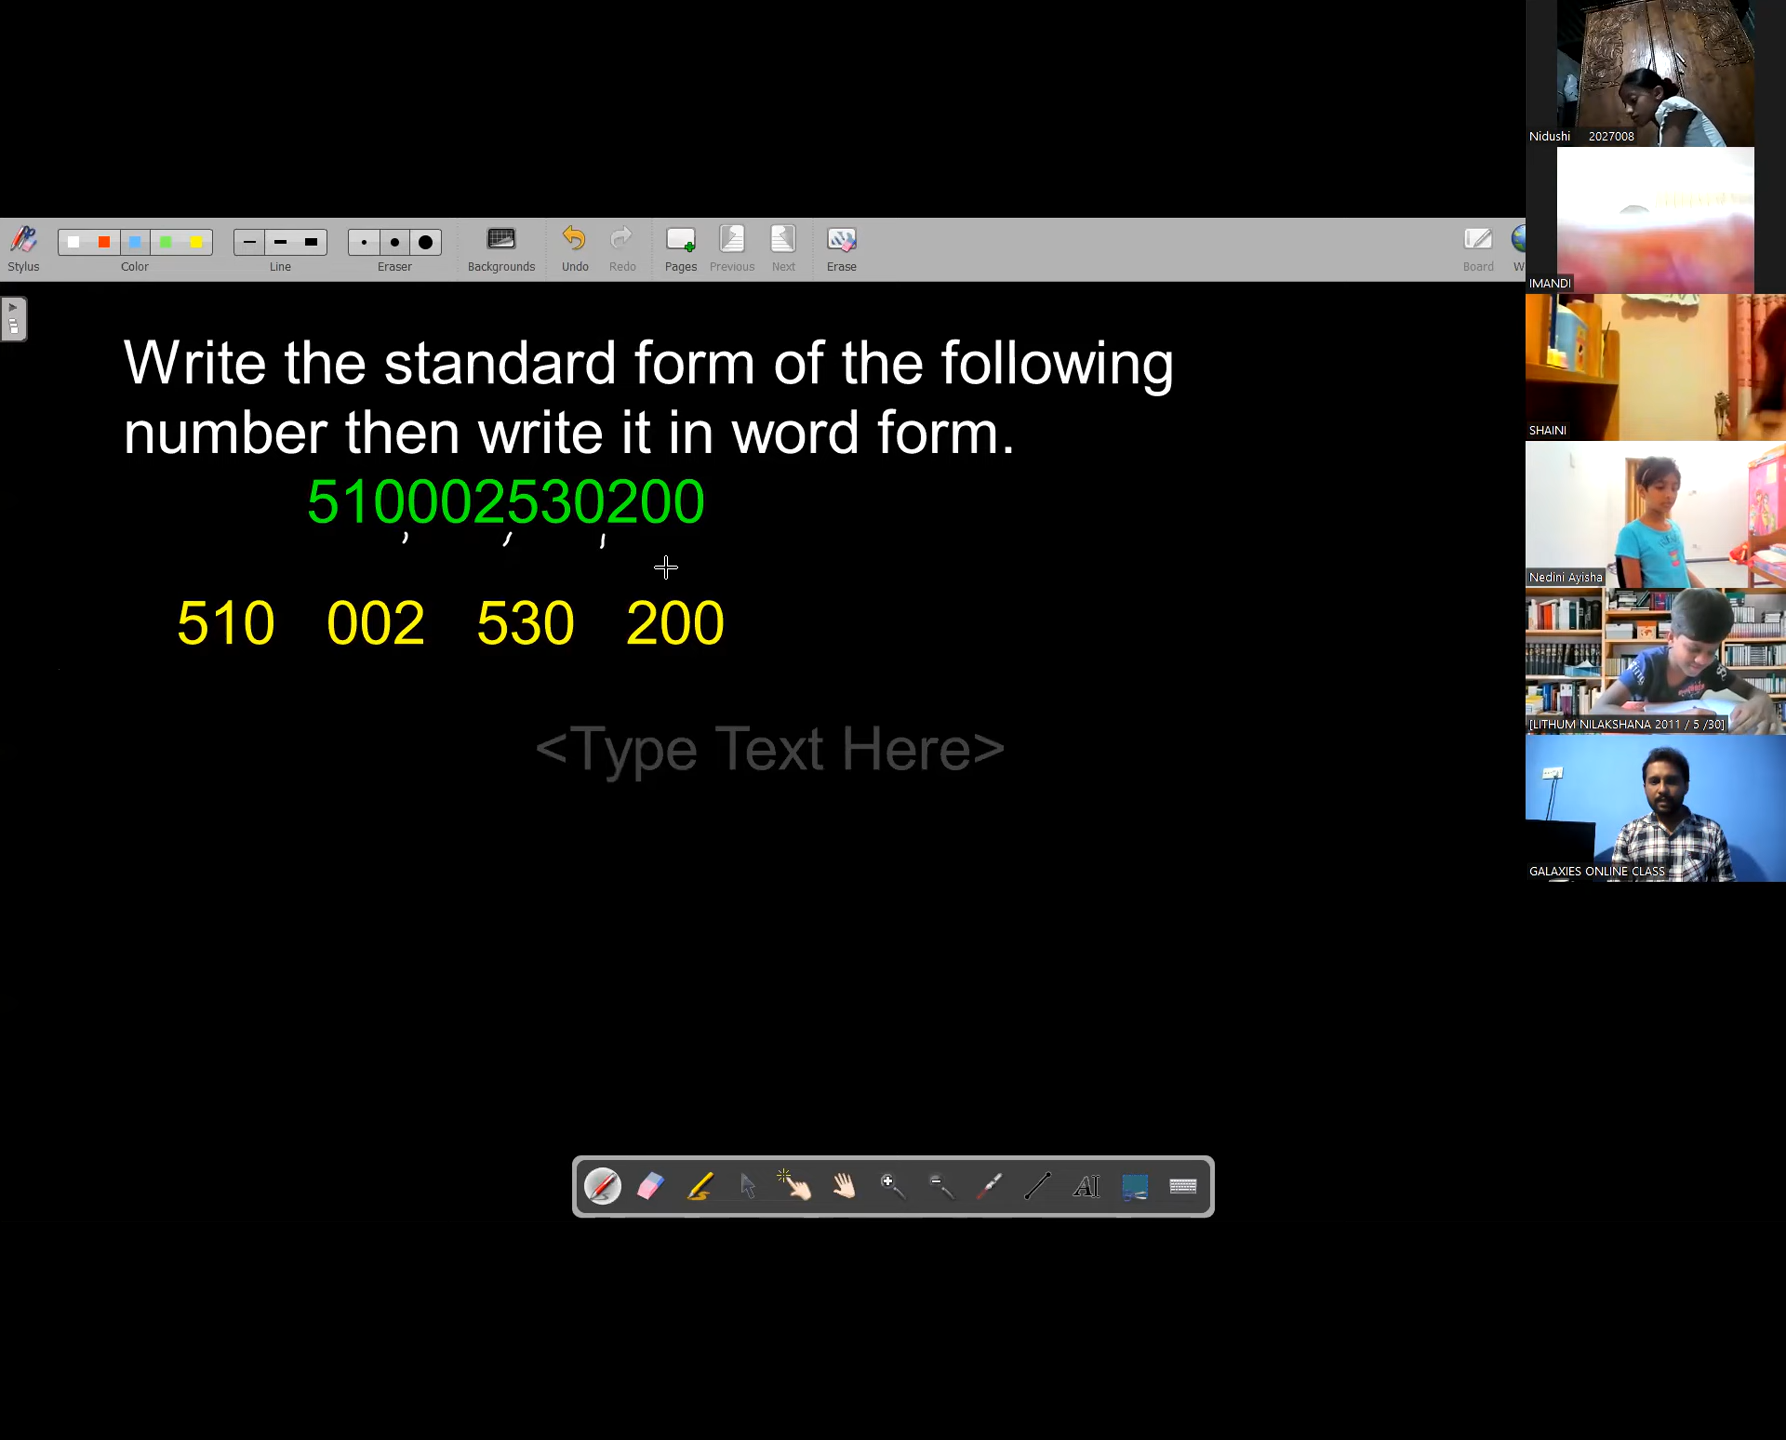 Nidushi 2027008
IMANDI
SHAINI
Nedini Ayisha
[LITHUM NILAKSHANA 2011 / 5 /30]
GALAXIES ONLINE CLASS
Stylus Color Line Eraser Backgrounds Undo Redo Pages Previous Next Erase Board W
Write the standard form of the following
number then write it in word form.
510002530200
510 002 530 200
<Type Text Here>